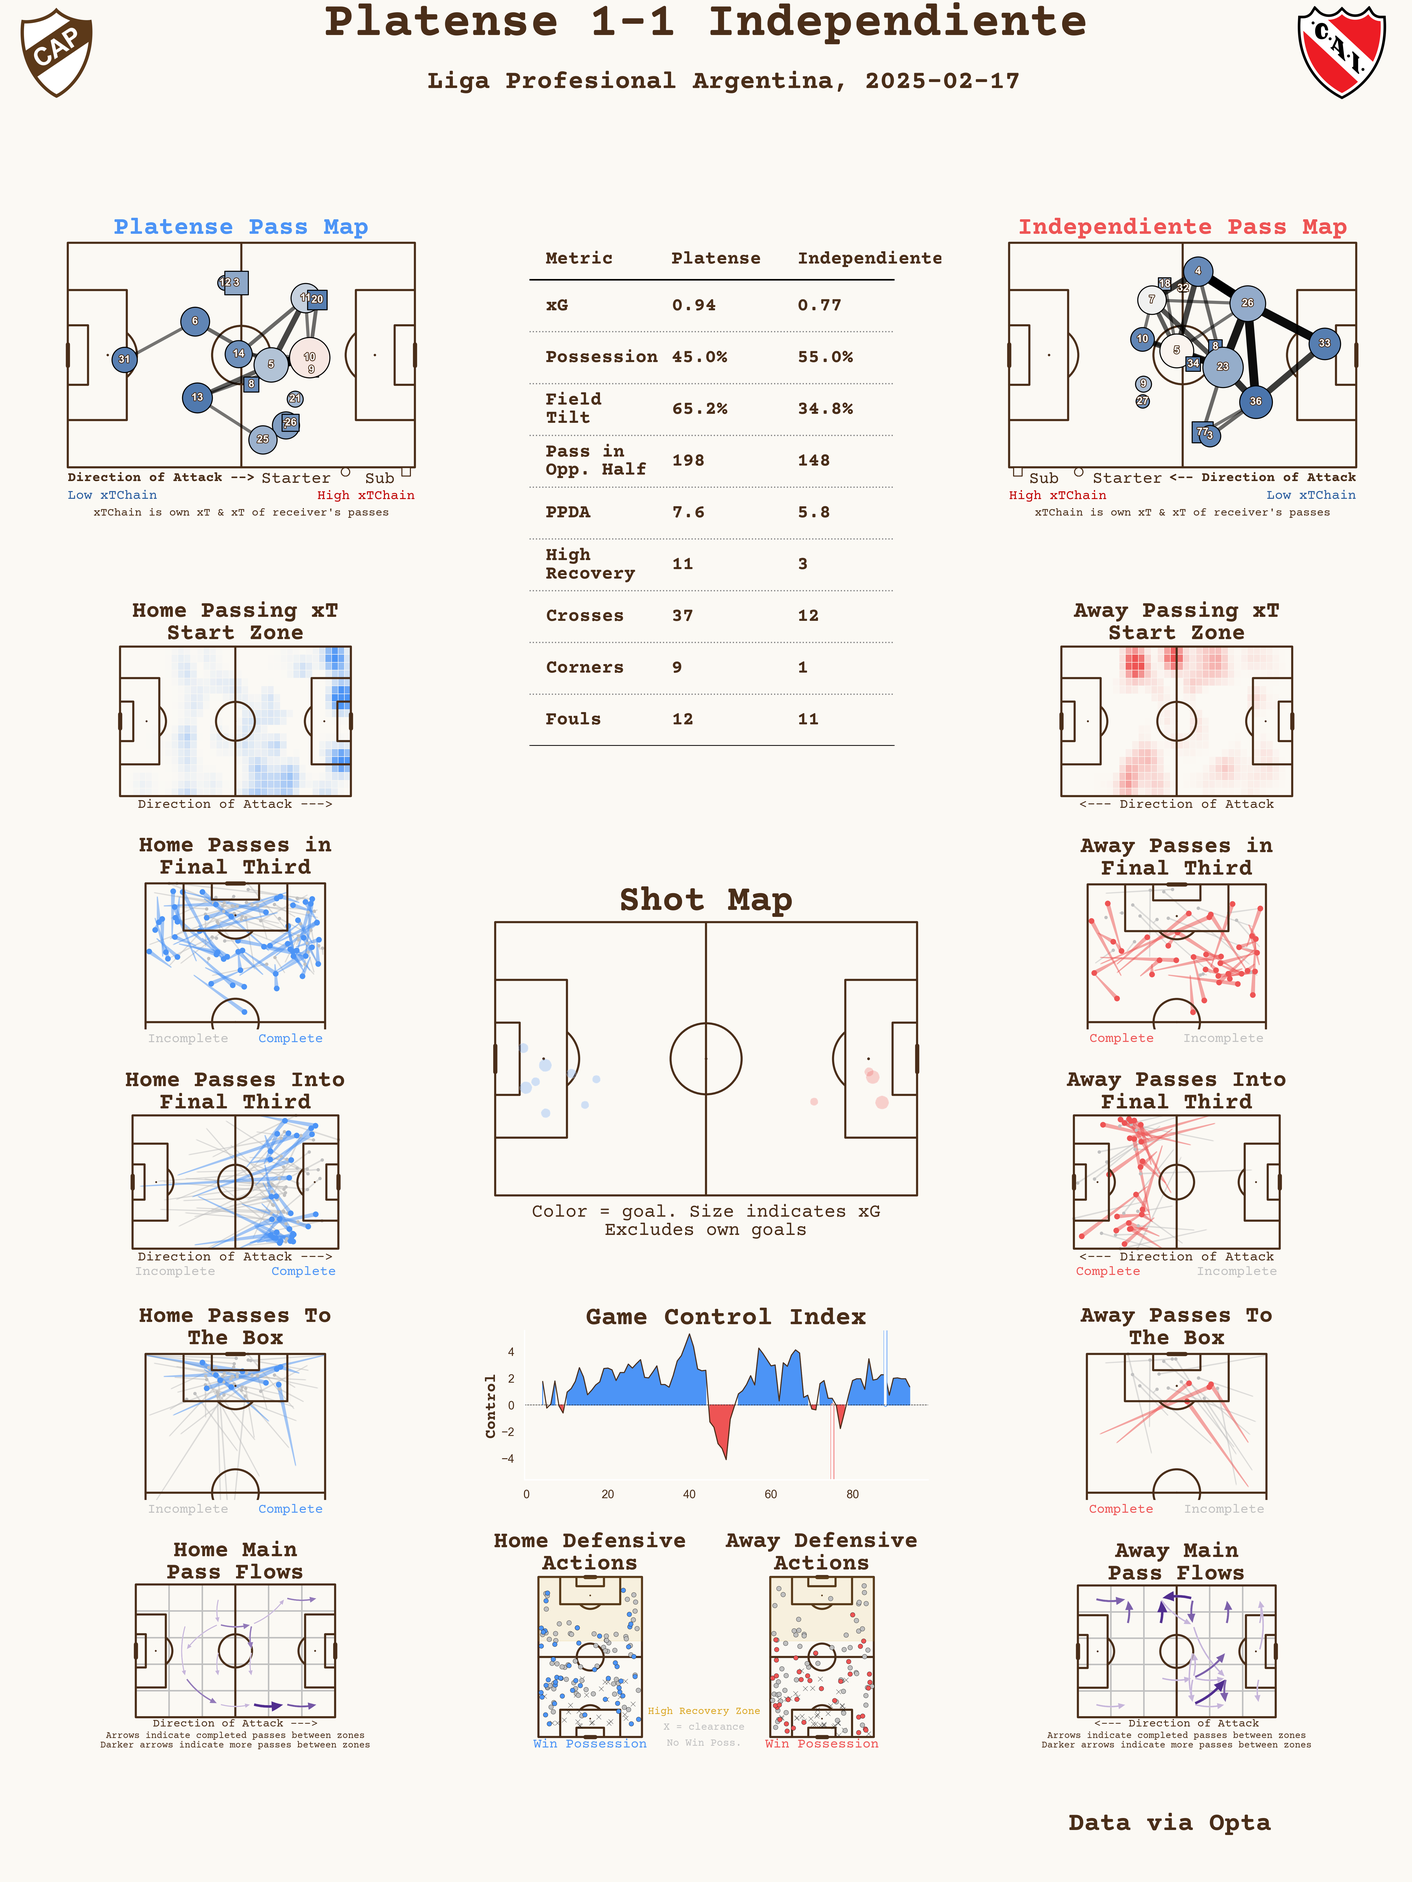 Platense 1-1 Independiente
Liga Profesional Argentina, 2025-02-17
CAP
C.A.I.
Platense Pass Map
12 3
11 20
6
31
14
5
10
9
8
13
21
26
25
Direction of Attack --> Starter Sub
Low xTChain High xTChain
xTChain is own xT & xT of receiver's passes
Metric Platense Independiente
xG 0.94 0.77
Possession 45.0% 55.0%
Field
Tilt 65.2% 34.8%
Pass in
Opp. Half 198 148
PPDA 7.6 5.8
High
Recovery 11 3
Crosses 37 12
Corners 9 1
Fouls 12 11
Independiente Pass Map
4
18
32
7
26
10
5
8
33
34
23
9
27
36
77
3
Sub Starter <-- Direction of Attack
High xTChain Low xTChain
xTChain is own xT & xT of receiver's passes
Home Passing xT
Start Zone
Direction of Attack --->
Away Passing xT
Start Zone
<--- Direction of Attack
Home Passes in
Final Third
Incomplete Complete
Away Passes in
Final Third
Complete Incomplete
Shot Map
Color = goal. Size indicates xG
Excludes own goals
Home Passes Into
Final Third
Direction of Attack --->
Incomplete Complete
Away Passes Into
Final Third
<--- Direction of Attack
Complete Incomplete
Home Passes To
The Box
Incomplete Complete
Game Control Index
Control
4
2
0
−2
−4
0 20 40 60 80
Away Passes To
The Box
Complete Incomplete
Home Main
Pass Flows
Direction of Attack --->
Arrows indicate completed passes between zones
Darker arrows indicate more passes between zones
Home Defensive
Actions
Win Possession
High Recovery Zone
X = clearance
No Win Poss.
Away Defensive
Actions
Win Possession
Away Main
Pass Flows
<--- Direction of Attack
Arrows indicate completed passes between zones
Darker arrows indicate more passes between zones
Data via Opta